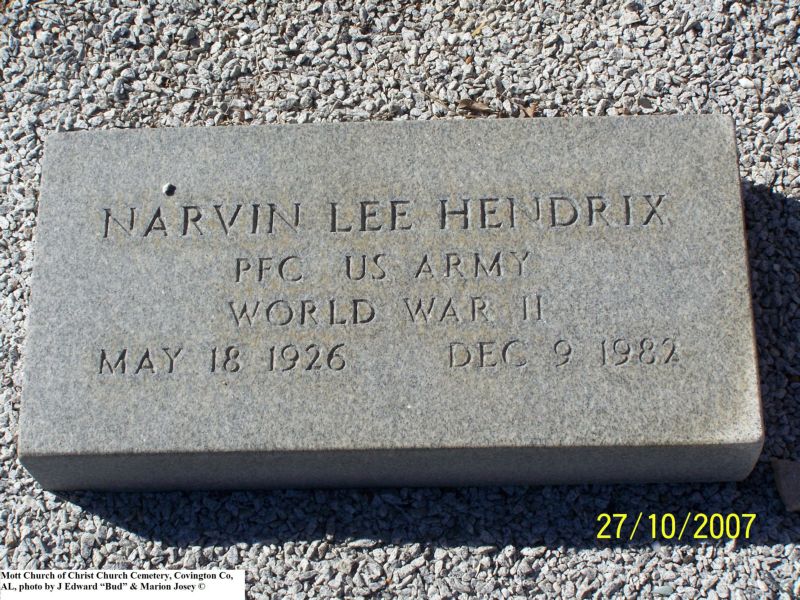 NARVIN LEE HENDRIX
PFC US ARMY
WORLD WAR II
MAY 18 1926 DEC 9 1982
27/10/2007
Mott Church of Christ Church Cemetery, Covington Co,
AL, photo by J Edward “Bud” & Marion Josey ©